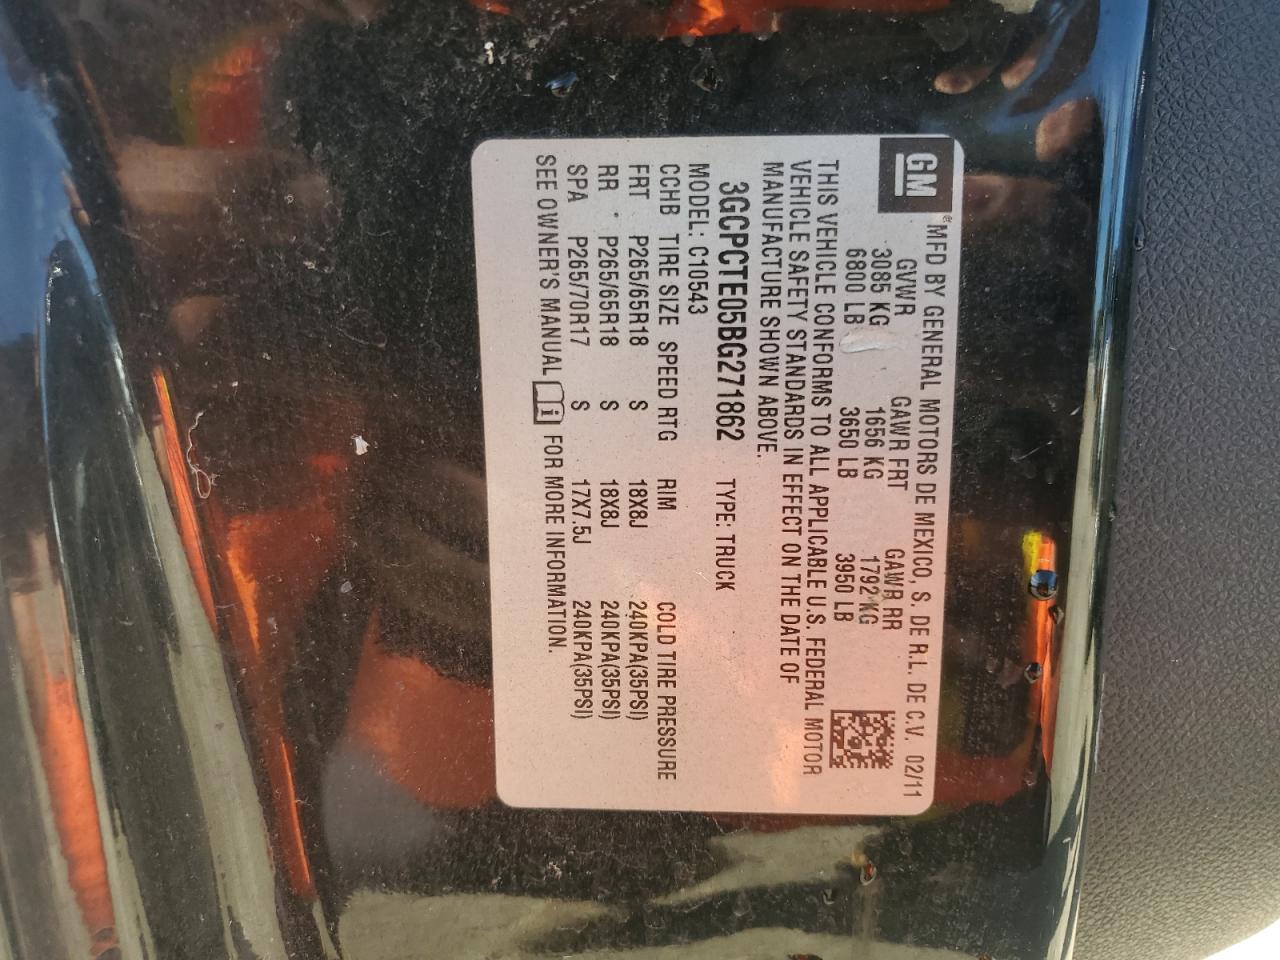 GM
MFD BY GENERAL MOTORS DE MEXICO, S. DE R.L. DE C.V. 02/11
GVWR GAWR FRT GAWR RR
3085 KG 1656 KG 1792 KG
6800 LB 3650 LB 3950 LB
THIS VEHICLE CONFORMS TO ALL APPLICABLE U.S. FEDERAL MOTOR
VEHICLE SAFETY STANDARDS IN EFFECT ON THE DATE OF
MANUFACTURE SHOWN ABOVE.
3GCPCTE05BG271862 TYPE: TRUCK
MODEL: C10543
CCHB TIRE SIZE SPEED RTG RIM COLD TIRE PRESSURE
FRT P265/65R18 S 18X8J 240KPA(35PSI)
RR P265/65R18 S 18X8J 240KPA(35PSI)
SPA P265/70R17 S 17X7.5J 240KPA(35PSI)
SEE OWNER'S MANUAL i FOR MORE INFORMATION.